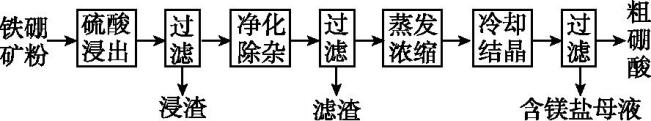 铁硼矿粉
硫酸浸出
过滤
净化除杂
过滤
蒸发浓缩
冷却结晶
过滤
粗硼酸
浸渣
滤渣
含镁盐母液